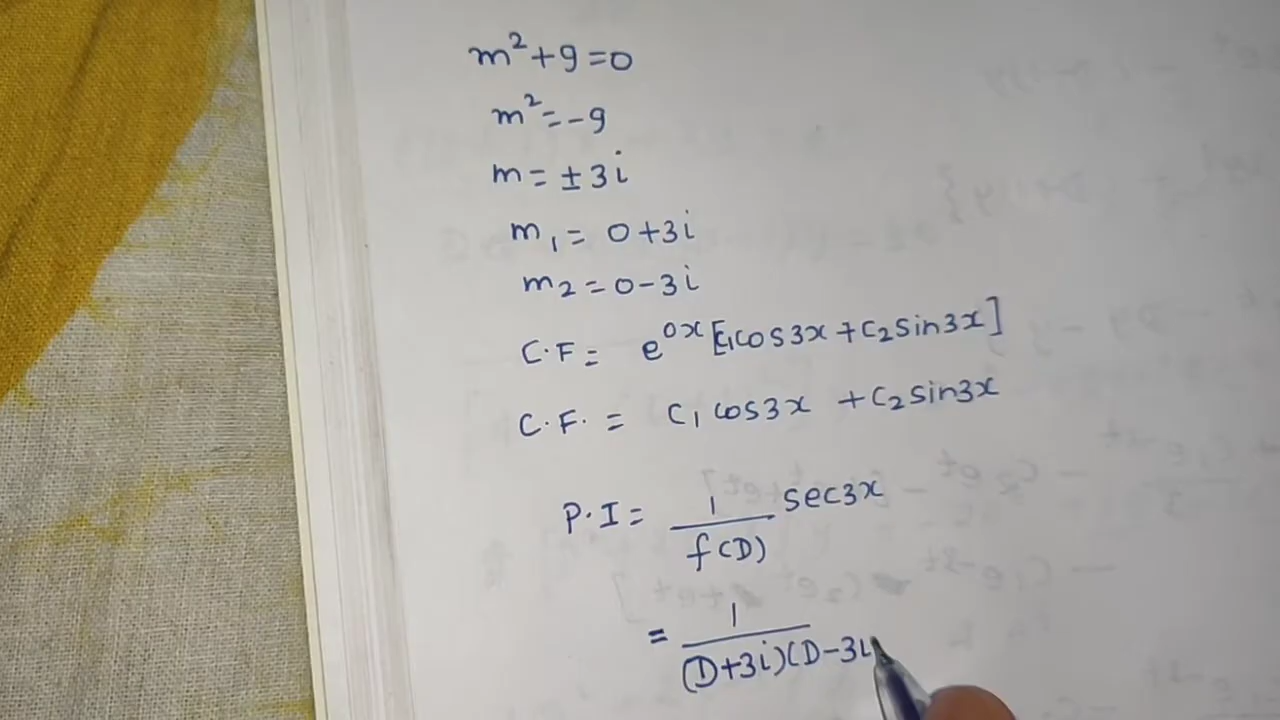 m²+9=0
m²=-9
m=±3i
m₁=0+3i
m₂=0-3i
C.F= e^{0x}[C₁cos3x+C₂sin3x]
C.F.= C₁cos3x +C₂sin3x
P.I= 1/f(D) sec3x
= 1/(D+3i)(D-3i